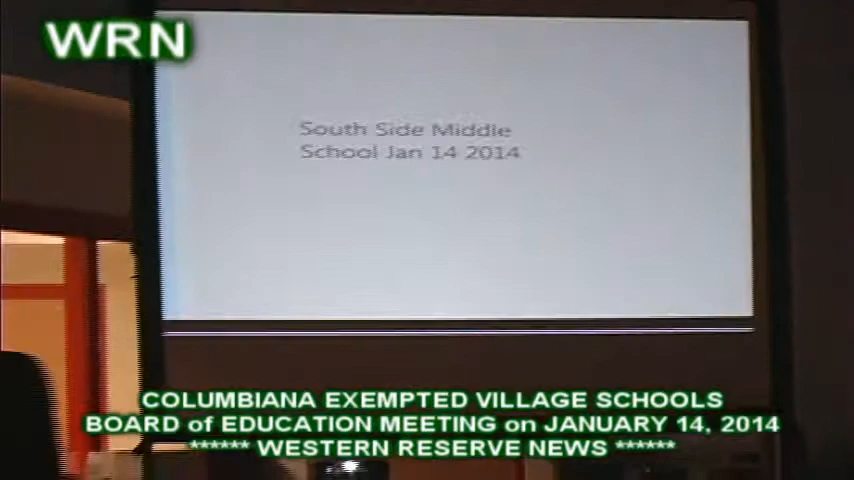 WRN
South Side Middle
School Jan 14 2014
COLUMBIANA EXEMPTED VILLAGE SCHOOLS
BOARD of EDUCATION MEETING on JANUARY 14, 2014
****** WESTERN RESERVE NEWS ******